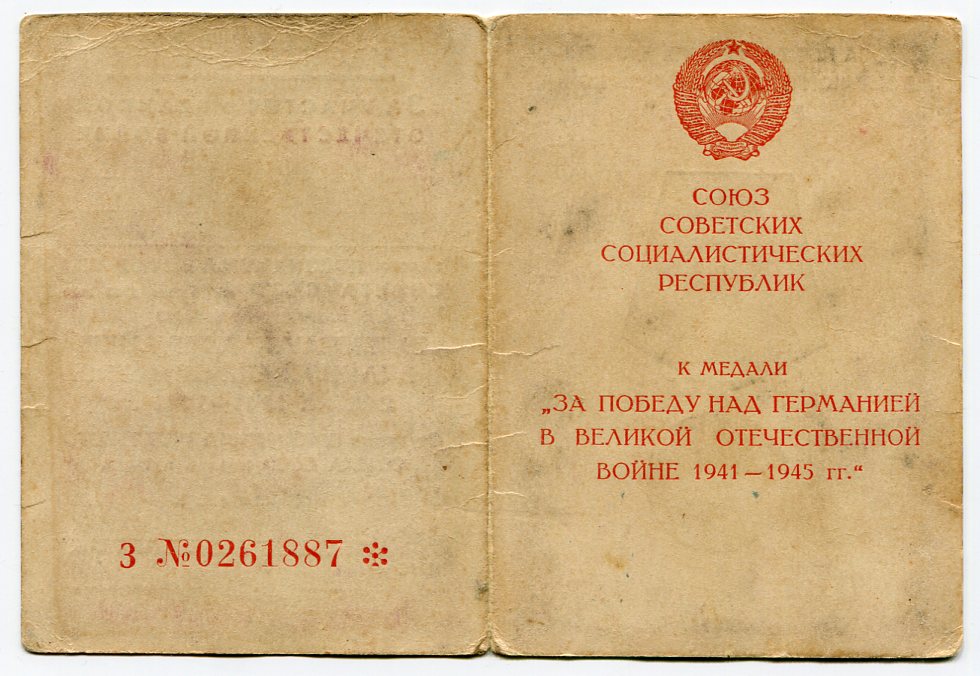 З №0261887
СОЮЗ
СОВЕТСКИХ
СОЦИАЛИСТИЧЕСКИХ
РЕСПУБЛИК
К МЕДАЛИ
„ЗА ПОБЕДУ НАД ГЕРМАНИЕЙ
В ВЕЛИКОЙ ОТЕЧЕСТВЕННОЙ
ВОЙНЕ 1941—1945 гг.“